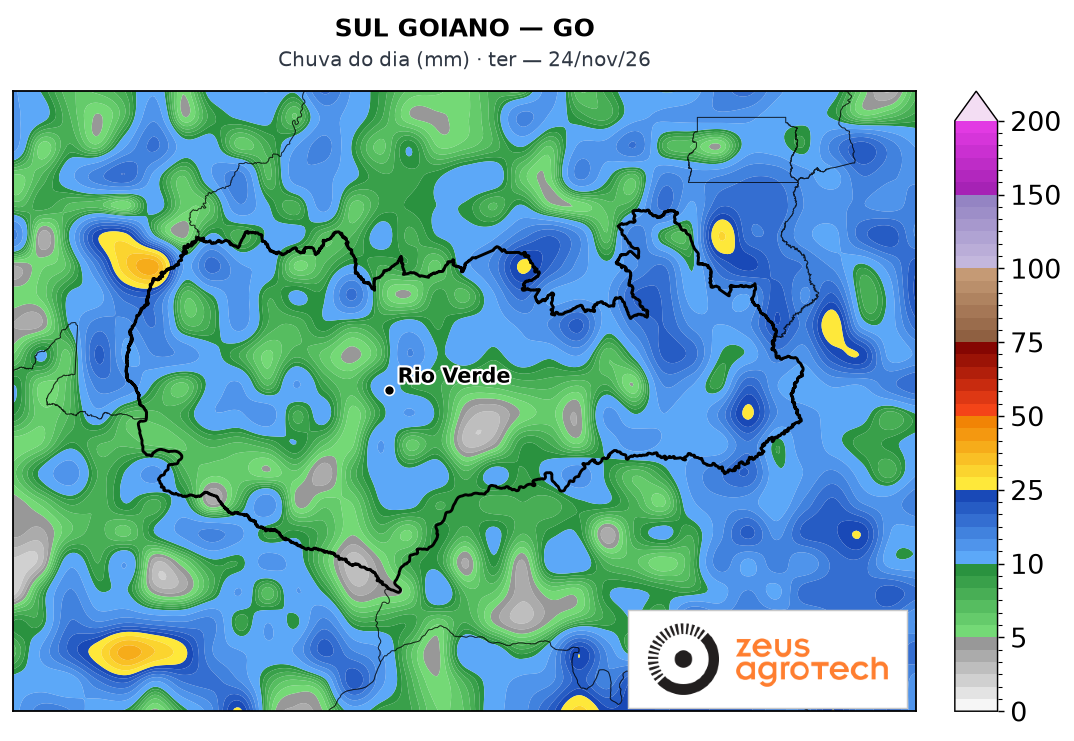 SUL GOIANO — GO
Chuva do dia (mm) · ter — 24/nov/26
200
150
100
75
50
25
10
5
0
Rio Verde
zeus
agrotech